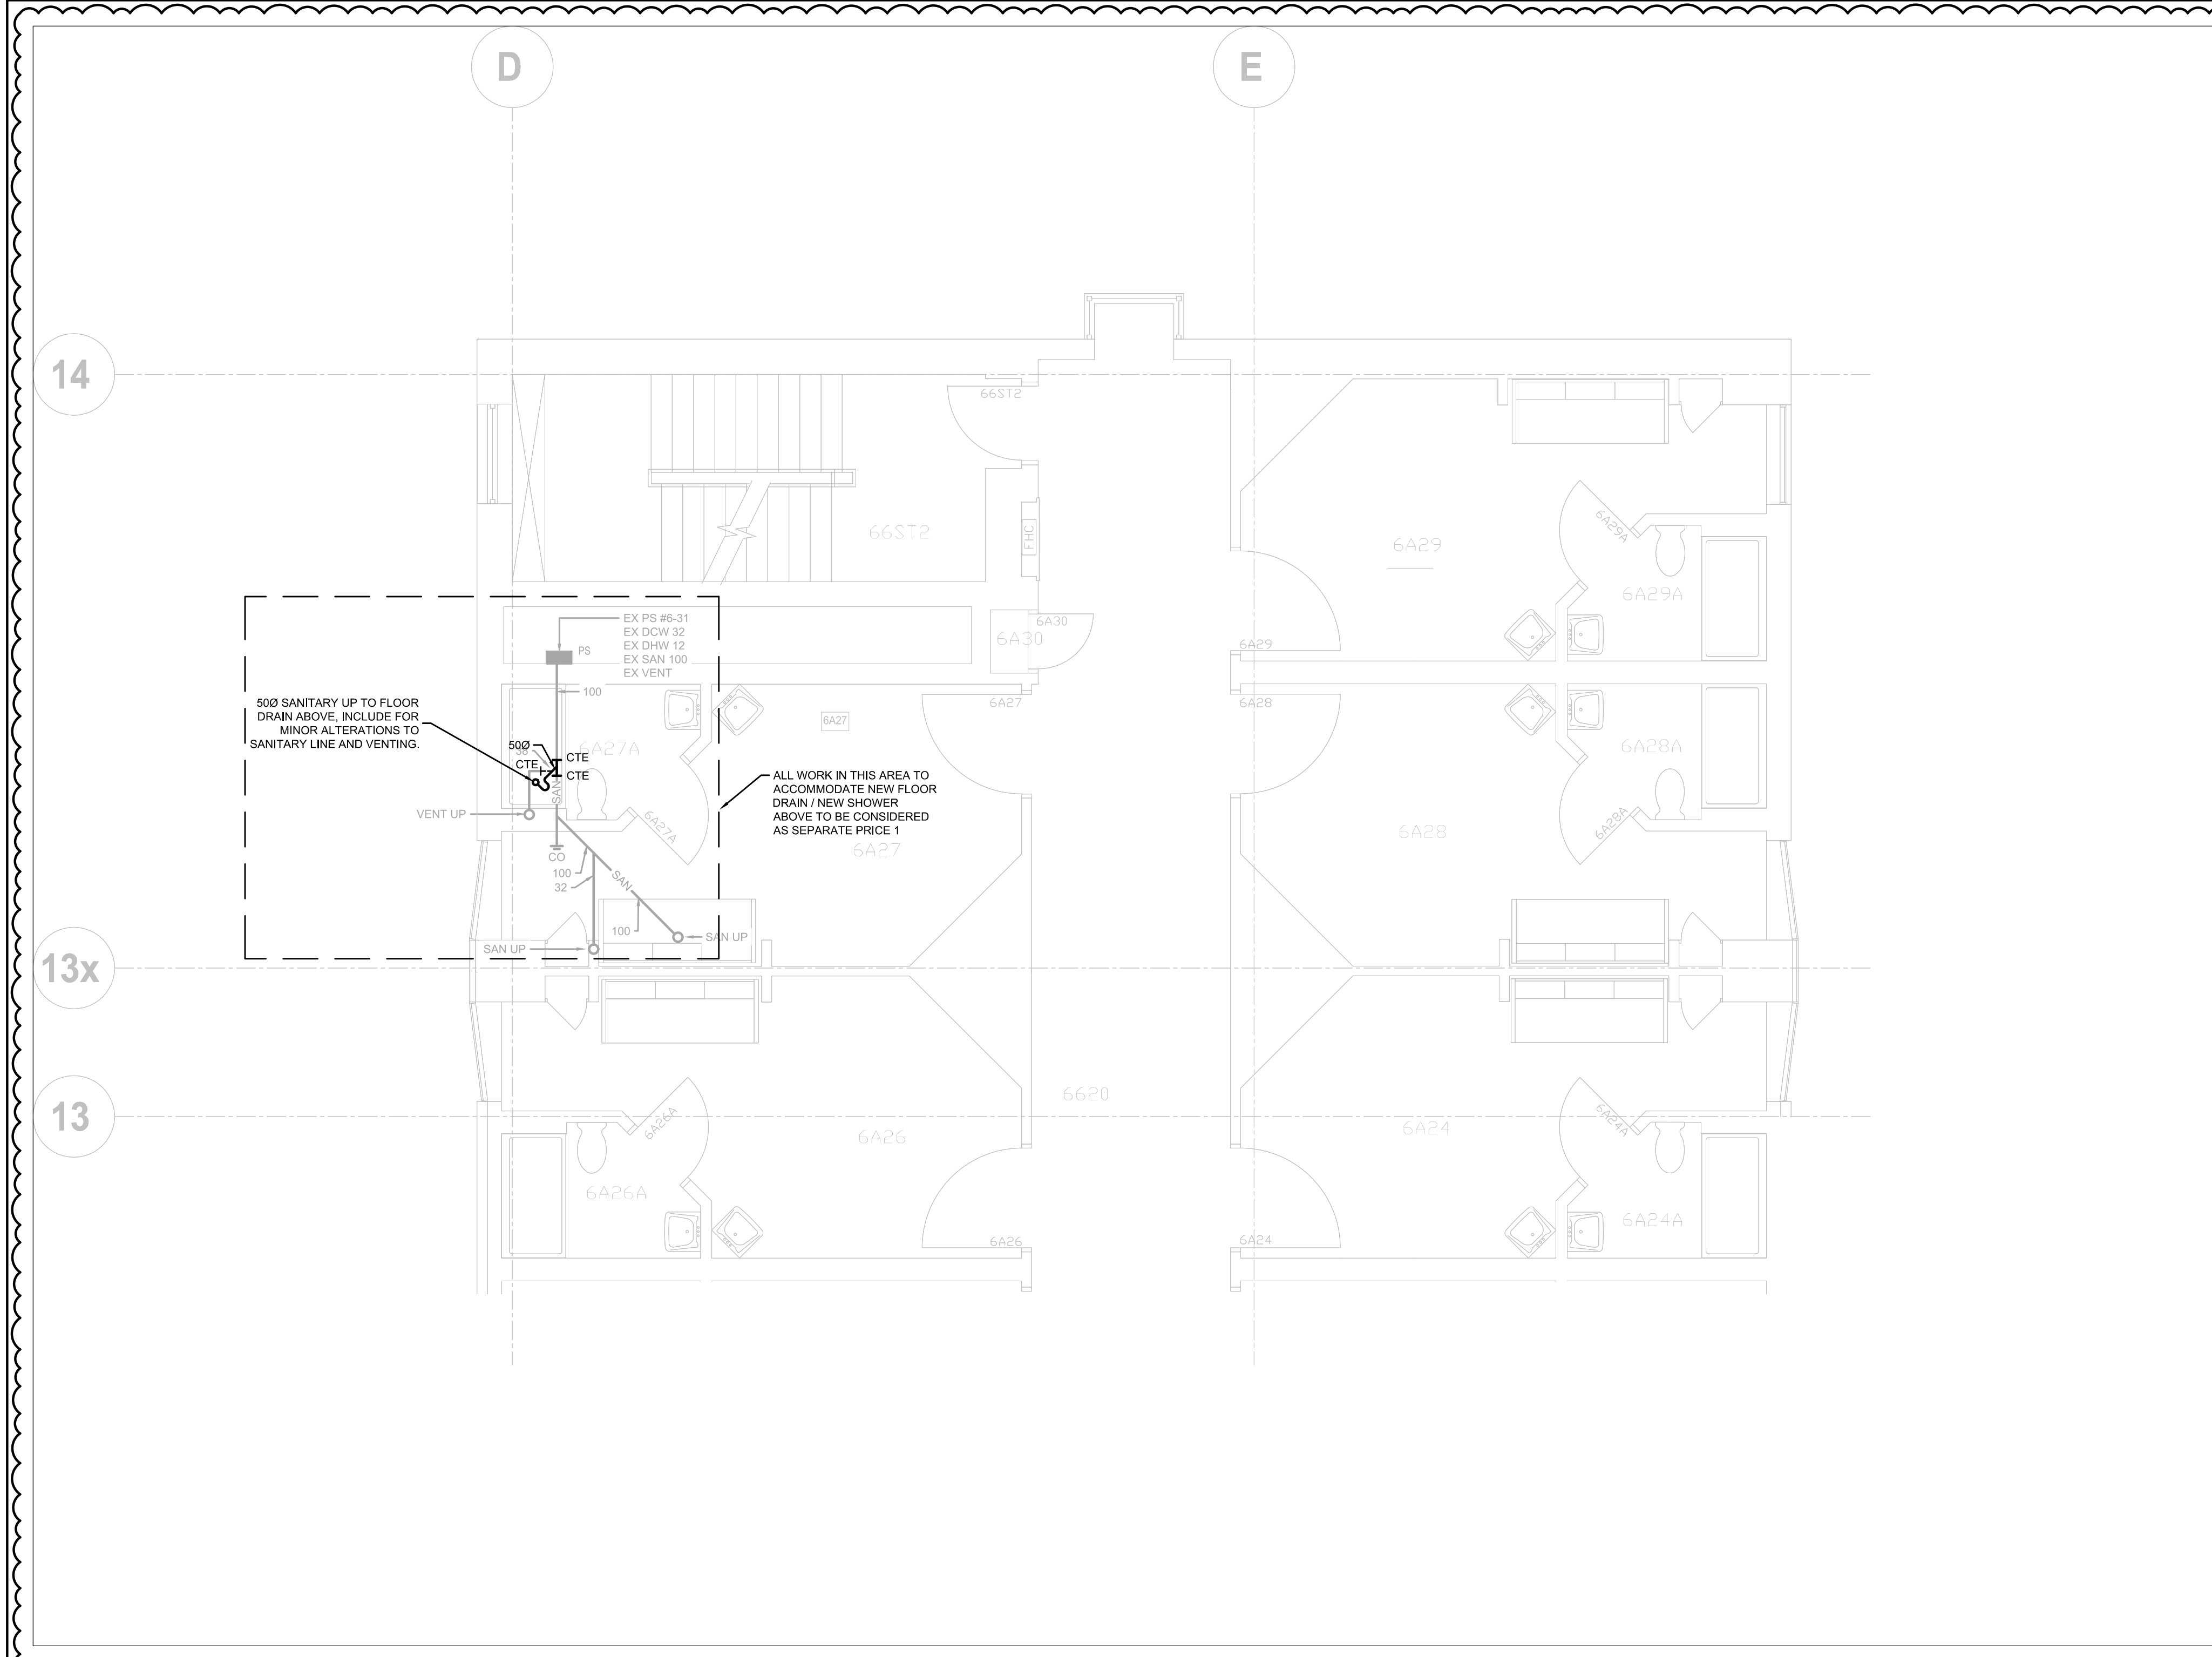 D
E
14
66ST2
66ST2
FHC
6A29
6A29A
6A29A
EX PS #6-31
EX DCW 32
EX DHW 12
EX SAN 100
EX VENT
PS
6A30
6A30
6A29
100
6A27
6A28
50Ø SANITARY UP TO FLOOR
DRAIN ABOVE, INCLUDE FOR
MINOR ALTERATIONS TO
SANITARY LINE AND VENTING.
6A27
50Ø
38
6A27A
6A28A
CTE
CTE
CTE
SAN
ALL WORK IN THIS AREA TO
ACCOMMODATE NEW FLOOR
DRAIN / NEW SHOWER
ABOVE TO BE CONSIDERED
AS SEPARATE PRICE 1
VENT UP
6A27A
6A28A
6A28
6A27
CO
100
32
SAN
100
SAN UP
SAN UP
13x
6620
13
6A26A
6A26
6A24
6A24A
6A26A
6A24A
6A26
6A24